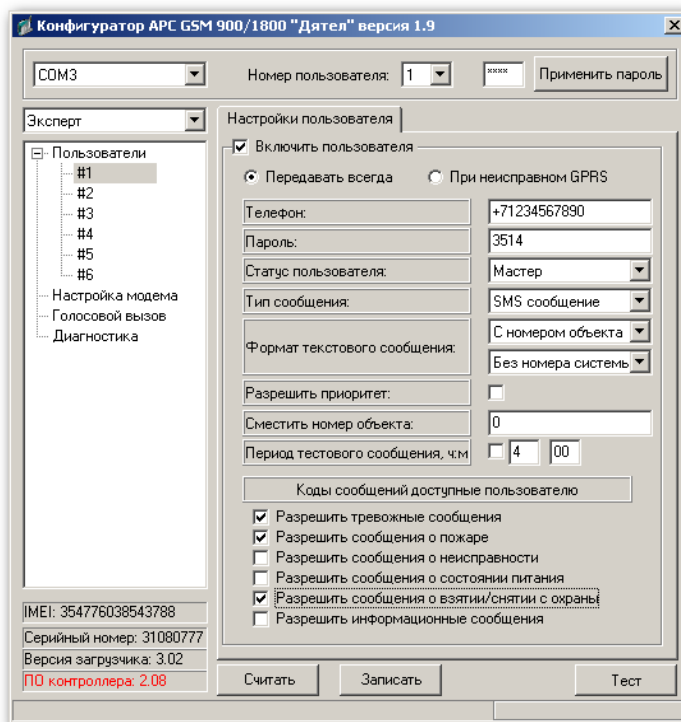 Конфигуратор АРС GSM 900/1800 "Дятел" версия 1.9
COM3
Номер пользователя: 1 **** Применить пароль
Эксперт
Пользователи
#1
#2
#3
#4
#5
#6
Настройка модема
Голосовой вызов
Диагностика
IMEI: 354776038543788
Серийный номер: 31080777
Версия загрузчика: 3.02
ПО контроллера: 2.08
Настройки пользователя
Включить пользователя
Передавать всегда При неисправном GPRS
Телефон: +71234567890
Пароль: 3514
Статус пользователя: Мастер
Тип сообщения: SMS сообщение
Формат текстового сообщения: С номером объекта
Без номера системы
Разрешить приоритет:
Сместить номер объекта: 0
Период тестового сообщения, ч:м 4 00
Коды сообщений доступные пользователю
Разрешить тревожные сообщения
Разрешить сообщения о пожаре
Разрешить сообщения о неисправности
Разрешить сообщения о состоянии питания
Разрешить сообщения о взятии/снятии с охраны
Разрешить информационные сообщения
Считать Записать Тест